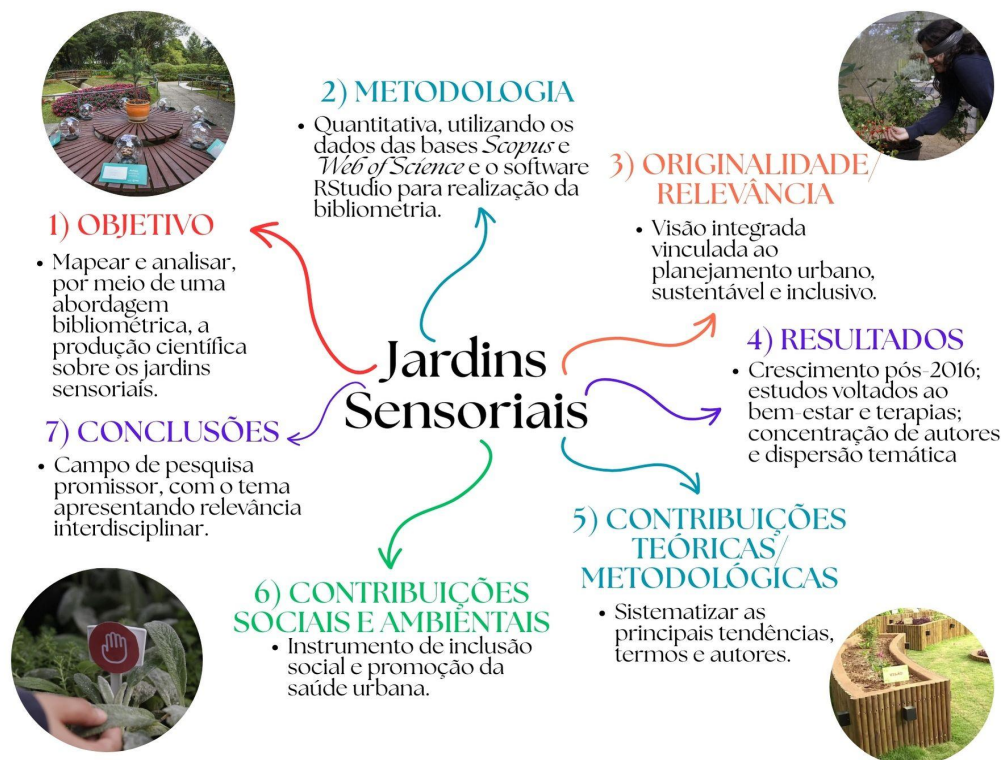 Jardins
Sensoriais
1) OBJETIVO
• Mapear e analisar,
por meio de uma
abordagem
bibliométrica, a
produção científica
sobre os jardins
sensoriais.
2) METODOLOGIA
• Quantitativa, utilizando os
dados das bases Scopus e
Web of Science e o software
RStudio para realização da
bibliometria.
3) ORIGINALIDADE/
RELEVÂNCIA
• Visão integrada
vinculada ao
planejamento urbano,
sustentável e inclusivo.
4) RESULTADOS
• Crescimento pós-2016;
estudos voltados ao
bem-estar e terapias;
concentração de autores
e dispersão temática
5) CONTRIBUIÇÕES
TEÓRICAS/
METODOLÓGICAS
• Sistematizar as
principais tendências,
termos e autores.
6) CONTRIBUIÇÕES
SOCIAIS E AMBIENTAIS
• Instrumento de inclusão
social e promoção da
saúde urbana.
7) CONCLUSÕES
• Campo de pesquisa
promissor, com o tema
apresentando relevância
interdisciplinar.